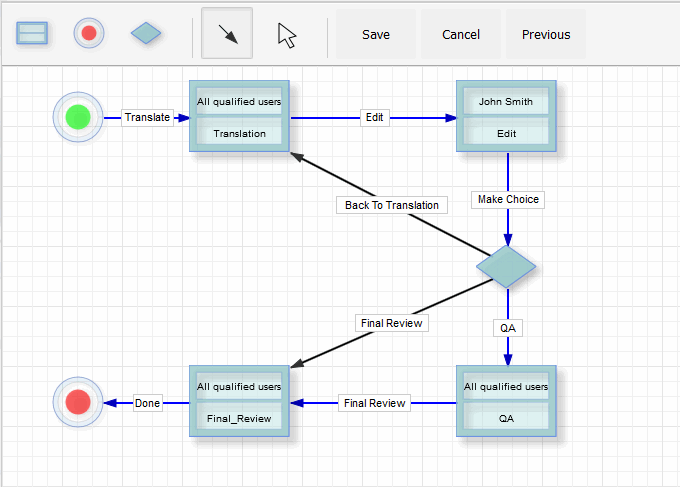 Save
Cancel
Previous
All qualified users
John Smith
Translate
Edit
Translation
Edit
Make Choice
Back To Translation
Final Review
QA
All qualified users
All qualified users
Done
Final Review
Final_Review
QA